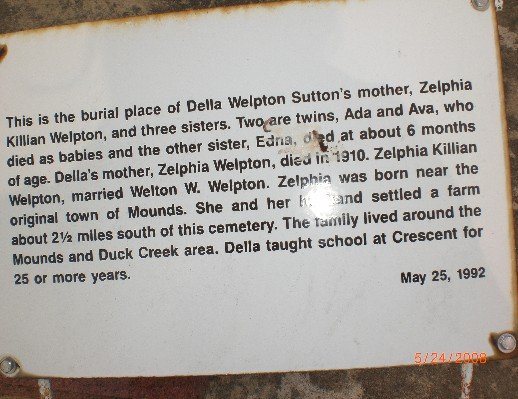 This is the burial place of Della Welpton Sutton's mother, Zelphia
Killian Welpton, and three sisters. Two are twins, Ada and Ava, who
died as babies and the other sister, Edna, died at about 6 months
of age. Della's mother, Zelphia Welpton, died in 1910. Zelphia Killian
Welpton, married Welton W. Welpton. Zelphia was born near the
original town of Mounds. She and her husband settled a farm
about 2½ miles south of this cemetery. The family lived around the
Mounds and Duck Creek area. Della taught school at Crescent for
25 or more years.
May 25, 1992
5/24/2008